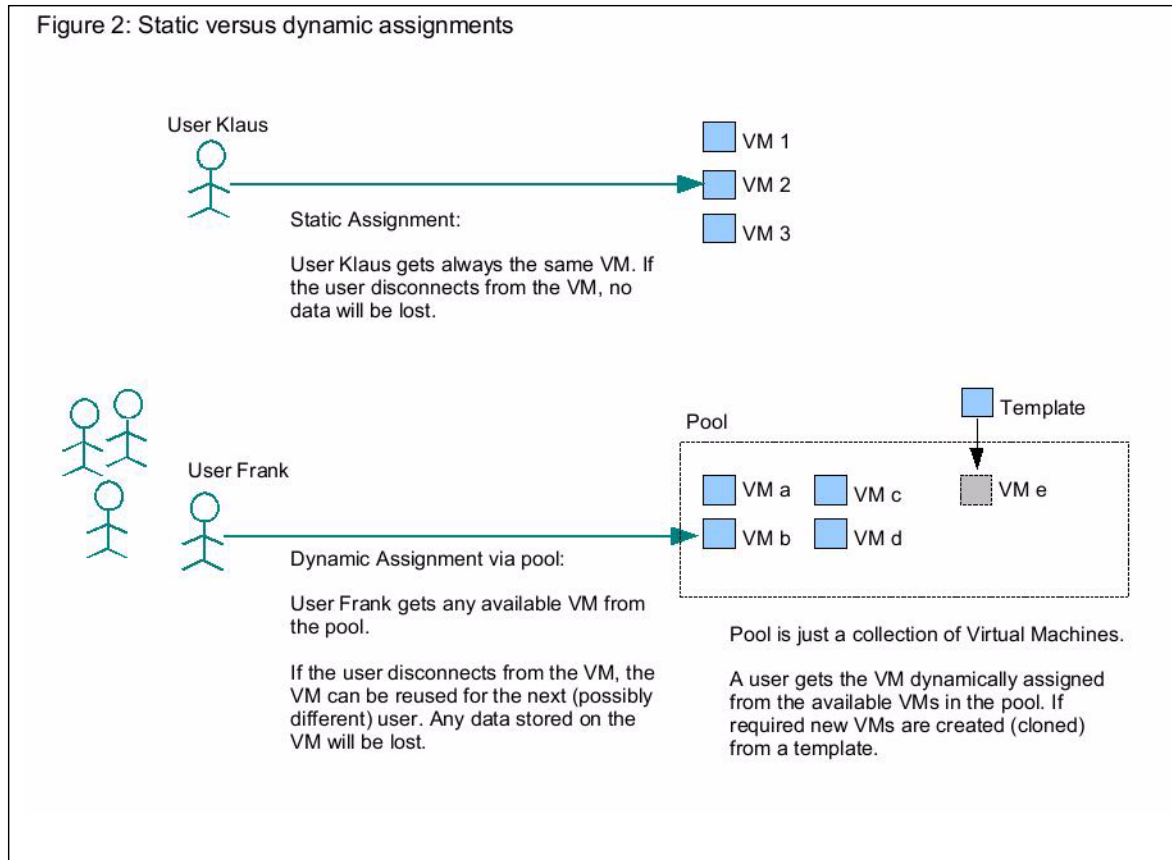 Figure 2: Static versus dynamic assignments
User Klaus
VM 1
VM 2
VM 3
Static Assignment:
User Klaus gets always the same VM. If
the user disconnects from the VM, no
data will be lost.
Template
Pool
User Frank
VM a
VM c
VM e
VM b
VM d
Dynamic Assignment via pool:
User Frank gets any available VM from
the pool.
If the user disconnects from the VM, the
VM can be reused for the next (possibly
different) user. Any data stored on the
VM will be lost.
Pool is just a collection of Virtual Machines.
A user gets the VM dynamically assigned
from the available VMs in the pool. If
required new VMs are created (cloned)
from a template.